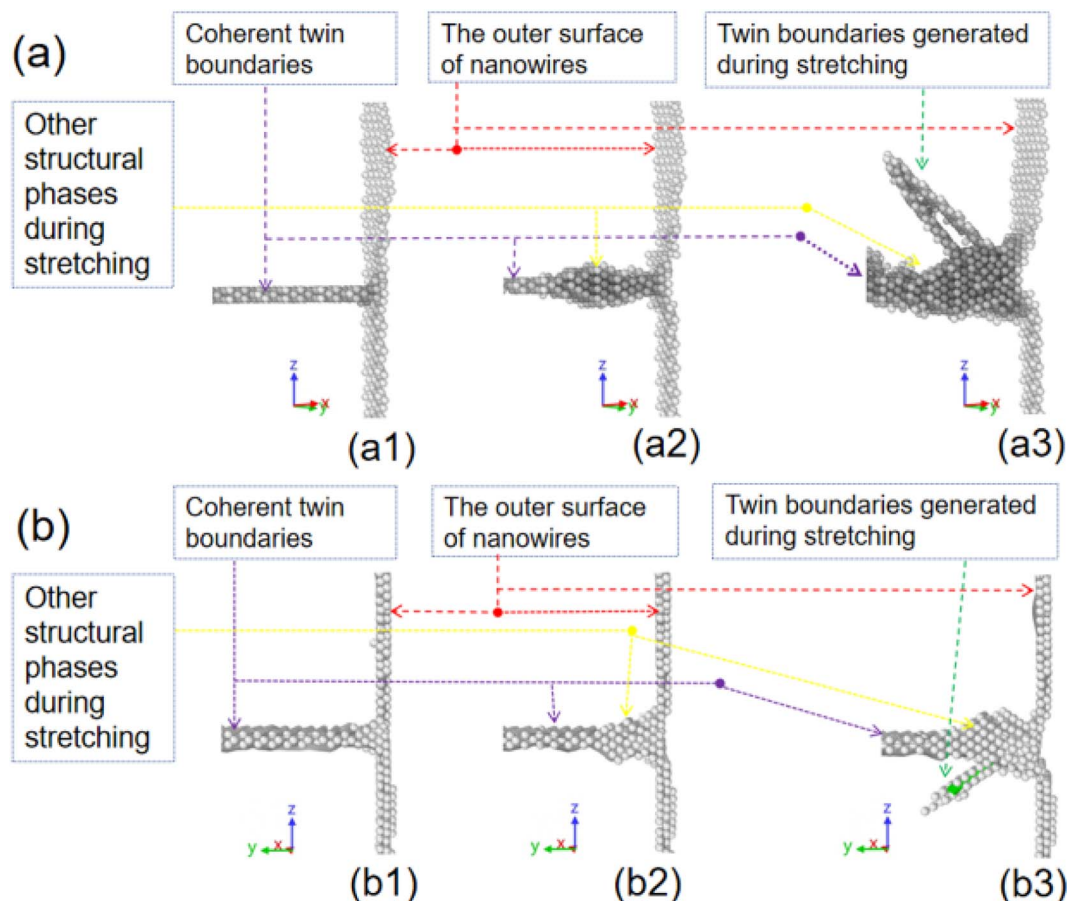 (a)
Coherent twin
boundaries
The outer surface
of nanowires
Twin boundaries generated
during stretching
Other
structural
phases
during
stretching
z
x
y
z
x
y
z
x
y
(a1)
(a2)
(a3)
(b)
Coherent twin
boundaries
The outer surface
of nanowires
Twin boundaries generated
during stretching
Other
structural
phases
during
stretching
z
y
x
z
y
x
z
y
x
(b1)
(b2)
(b3)